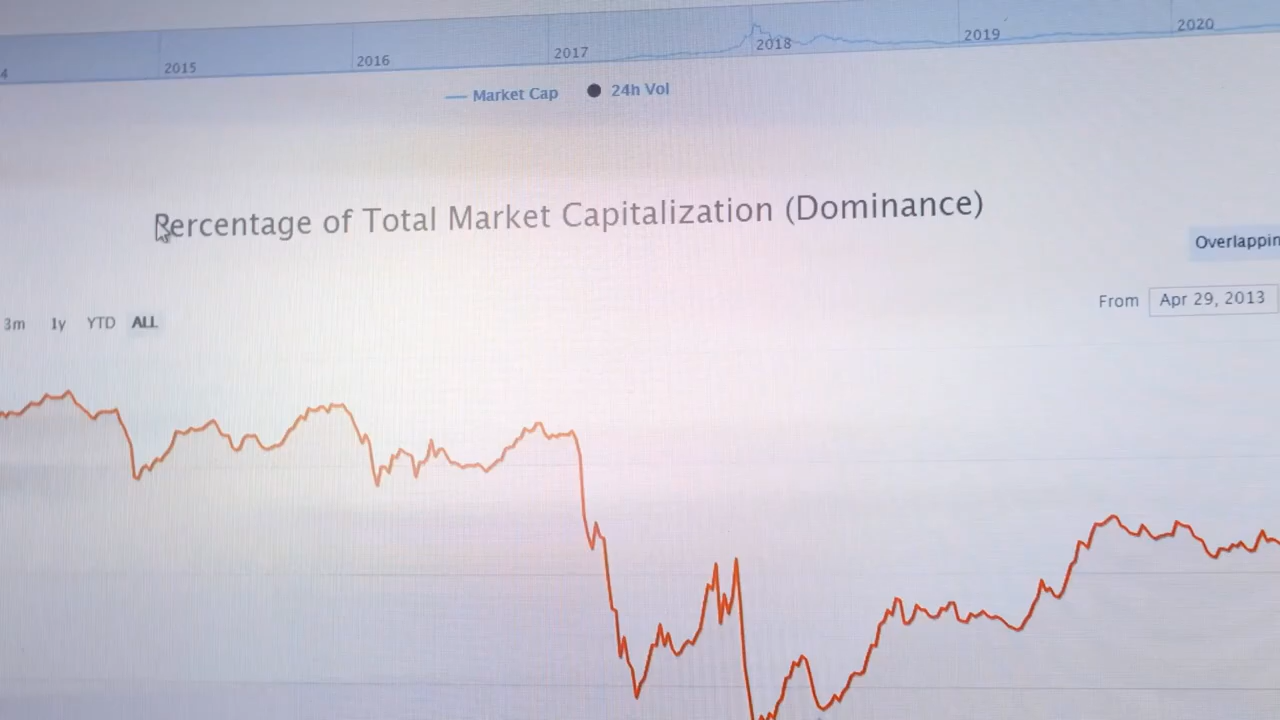 4 2015 2016 2017 2018 2019 2020
Market Cap 24h Vol
Percentage of Total Market Capitalization (Dominance)
Overlappin
3m 1y YTD ALL From Apr 29, 2013